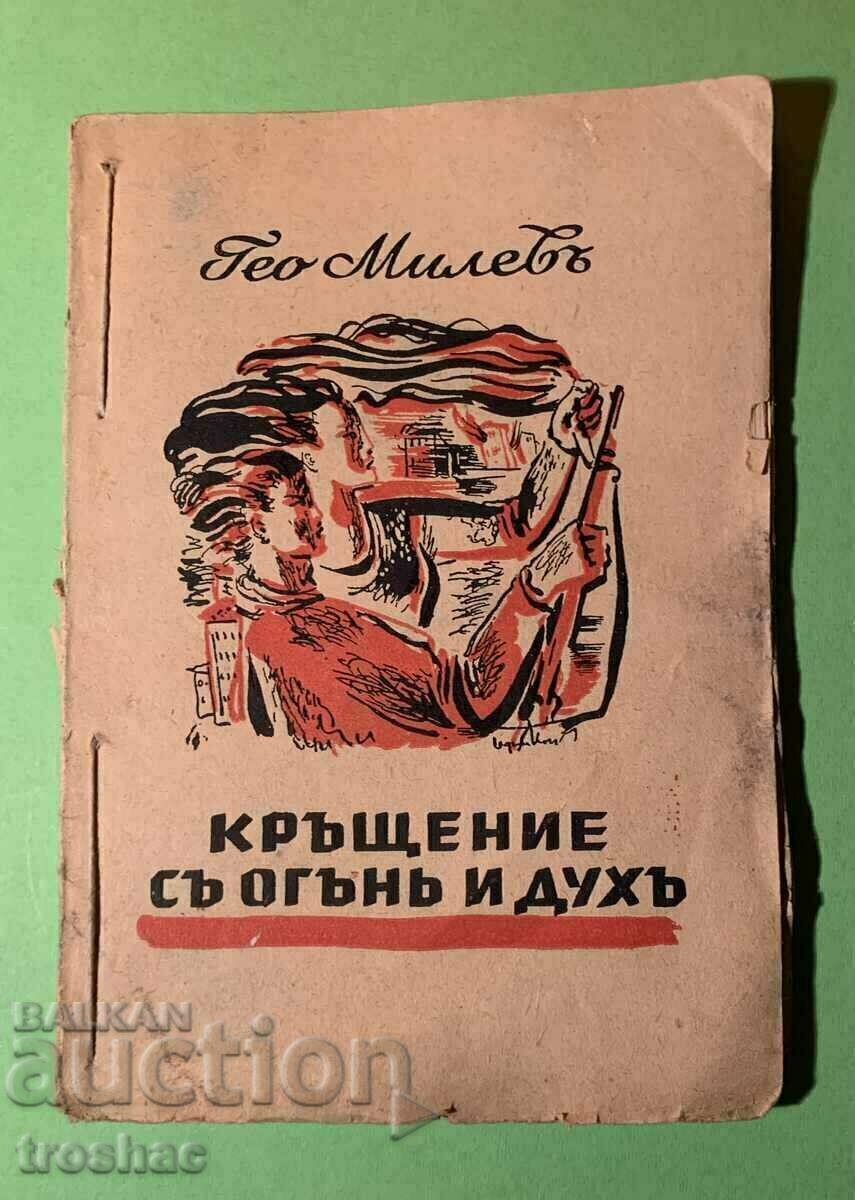 Гео Милевъ
КРЪЩЕНИЕ
СЪ ОГЪНЬ И ДУХЪ
BALKAN
auction
troshac